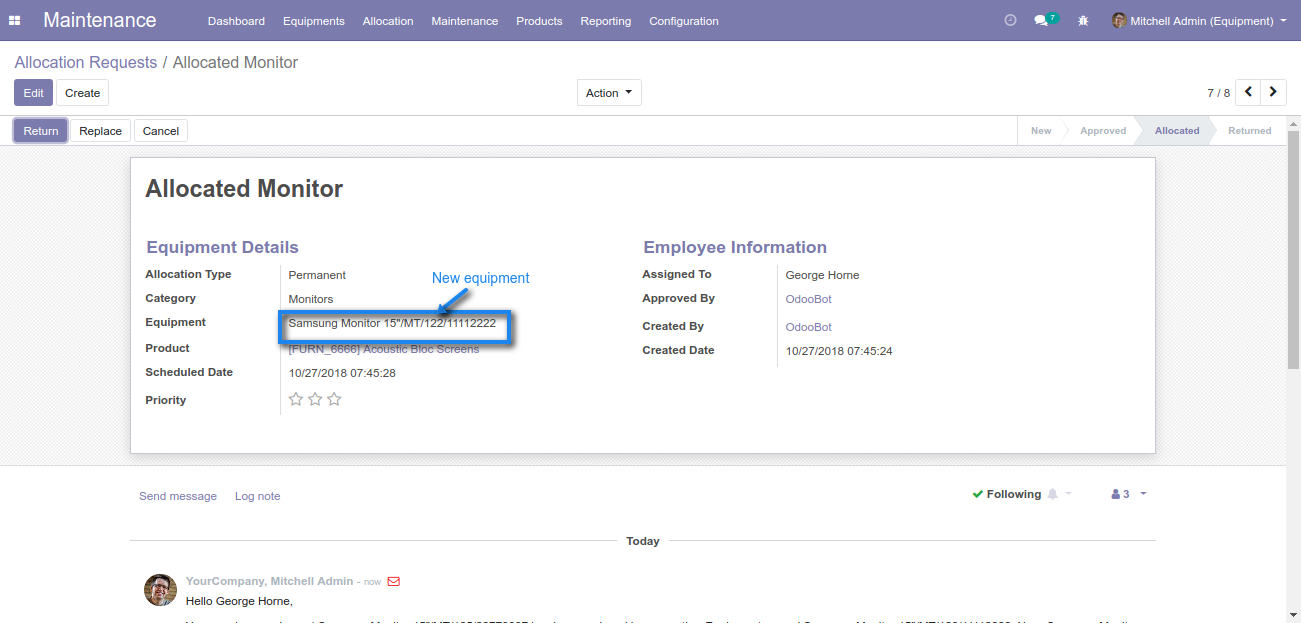 Maintenance Dashboard Equipments Allocation Maintenance Products Reporting Configuration 7 Mitchell Admin (Equipment)
Allocation Requests / Allocated Monitor
Edit Create Action 7 / 8
Return Replace Cancel New Approved Allocated Returned
Allocated Monitor
Equipment Details Employee Information
Allocation Type Permanent New equipment Assigned To George Horne
Category Monitors Approved By OdooBot
Equipment Samsung Monitor 15"/MT/122/11112222 Created By OdooBot
Product [FURN_6666] Acoustic Bloc Screens Created Date 10/27/2018 07:45:24
Scheduled Date 10/27/2018 07:45:28
Priority
Send message Log note Following 3
Today
YourCompany, Mitchell Admin - now
Hello George Horne,